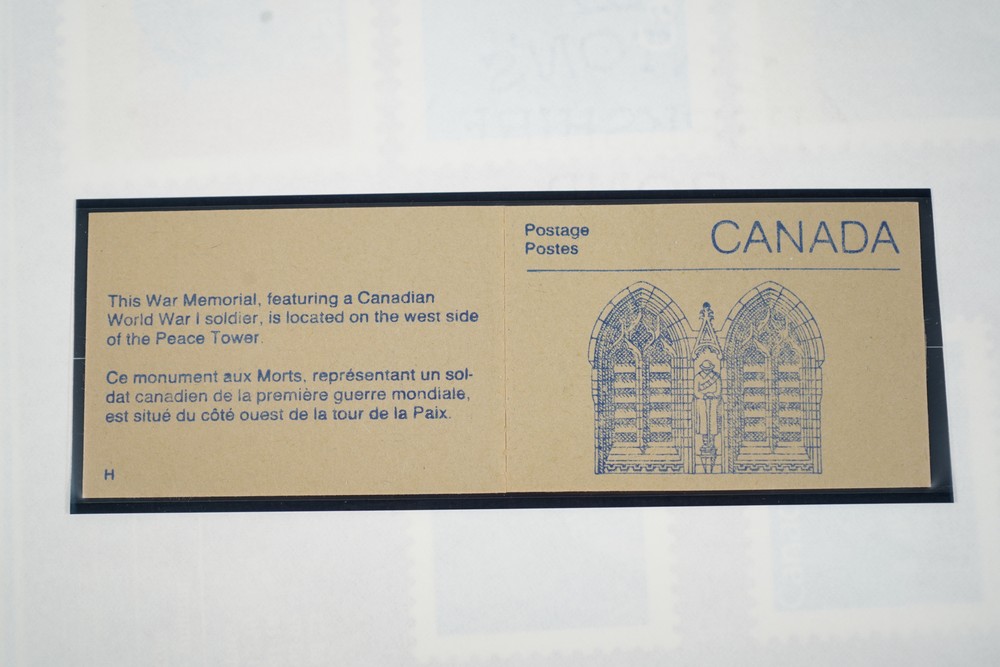 This War Memorial, featuring a Canadian
World War I soldier, is located on the west side
of the Peace Tower.
Ce monument aux Morts, représentant un sol-
dat canadien de la première guerre mondiale,
est situé du côté ouest de la tour de la Paix.
H
Postage
Postes
CANADA